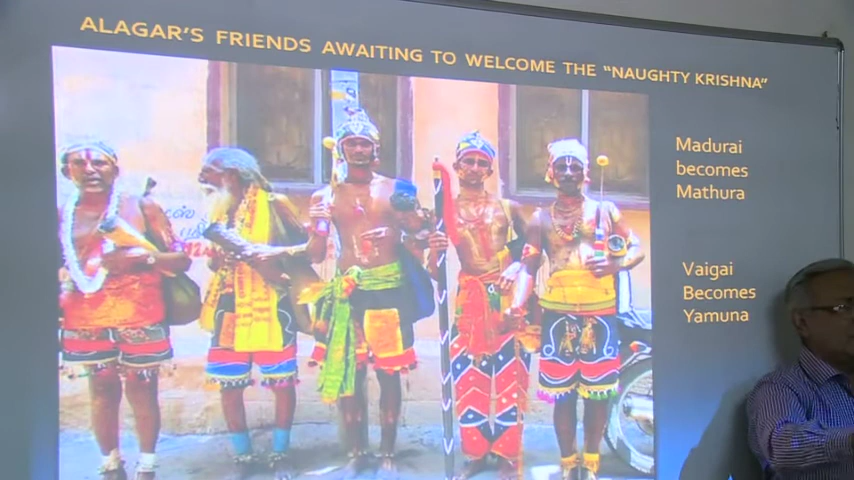 ALAGAR'S FRIENDS AWAITING TO WELCOME THE "NAUGHTY KRISHNA"
Madurai
becomes
Mathura
Vaigai
Becomes
Yamuna